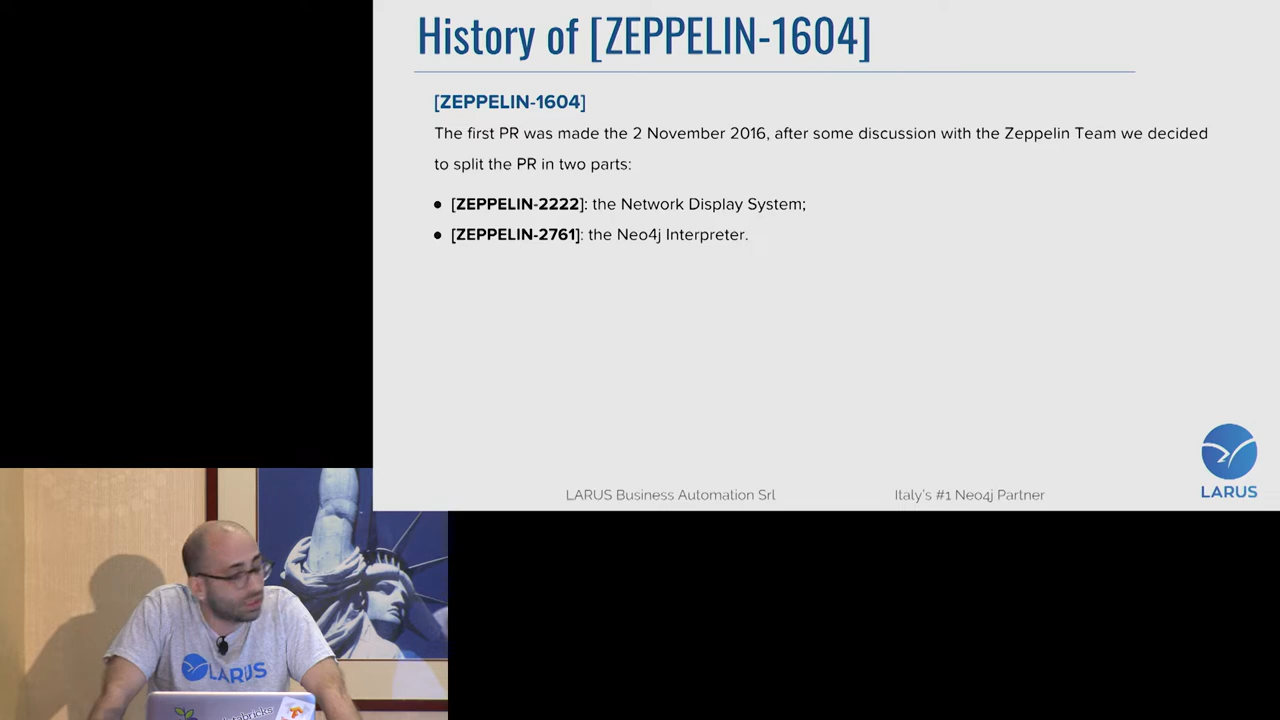 History of [ZEPPELIN-1604]
[ZEPPELIN-1604]
The first PR was made the 2 November 2016, after some discussion with the Zeppelin Team we decided
to split the PR in two parts:
● [ZEPPELIN-2222]: the Network Display System;
● [ZEPPELIN-2761]: the Neo4j Interpreter.
LARUS
LARUS Business Automation Srl
Italy's #1 Neo4j Partner
LARUS
databricks